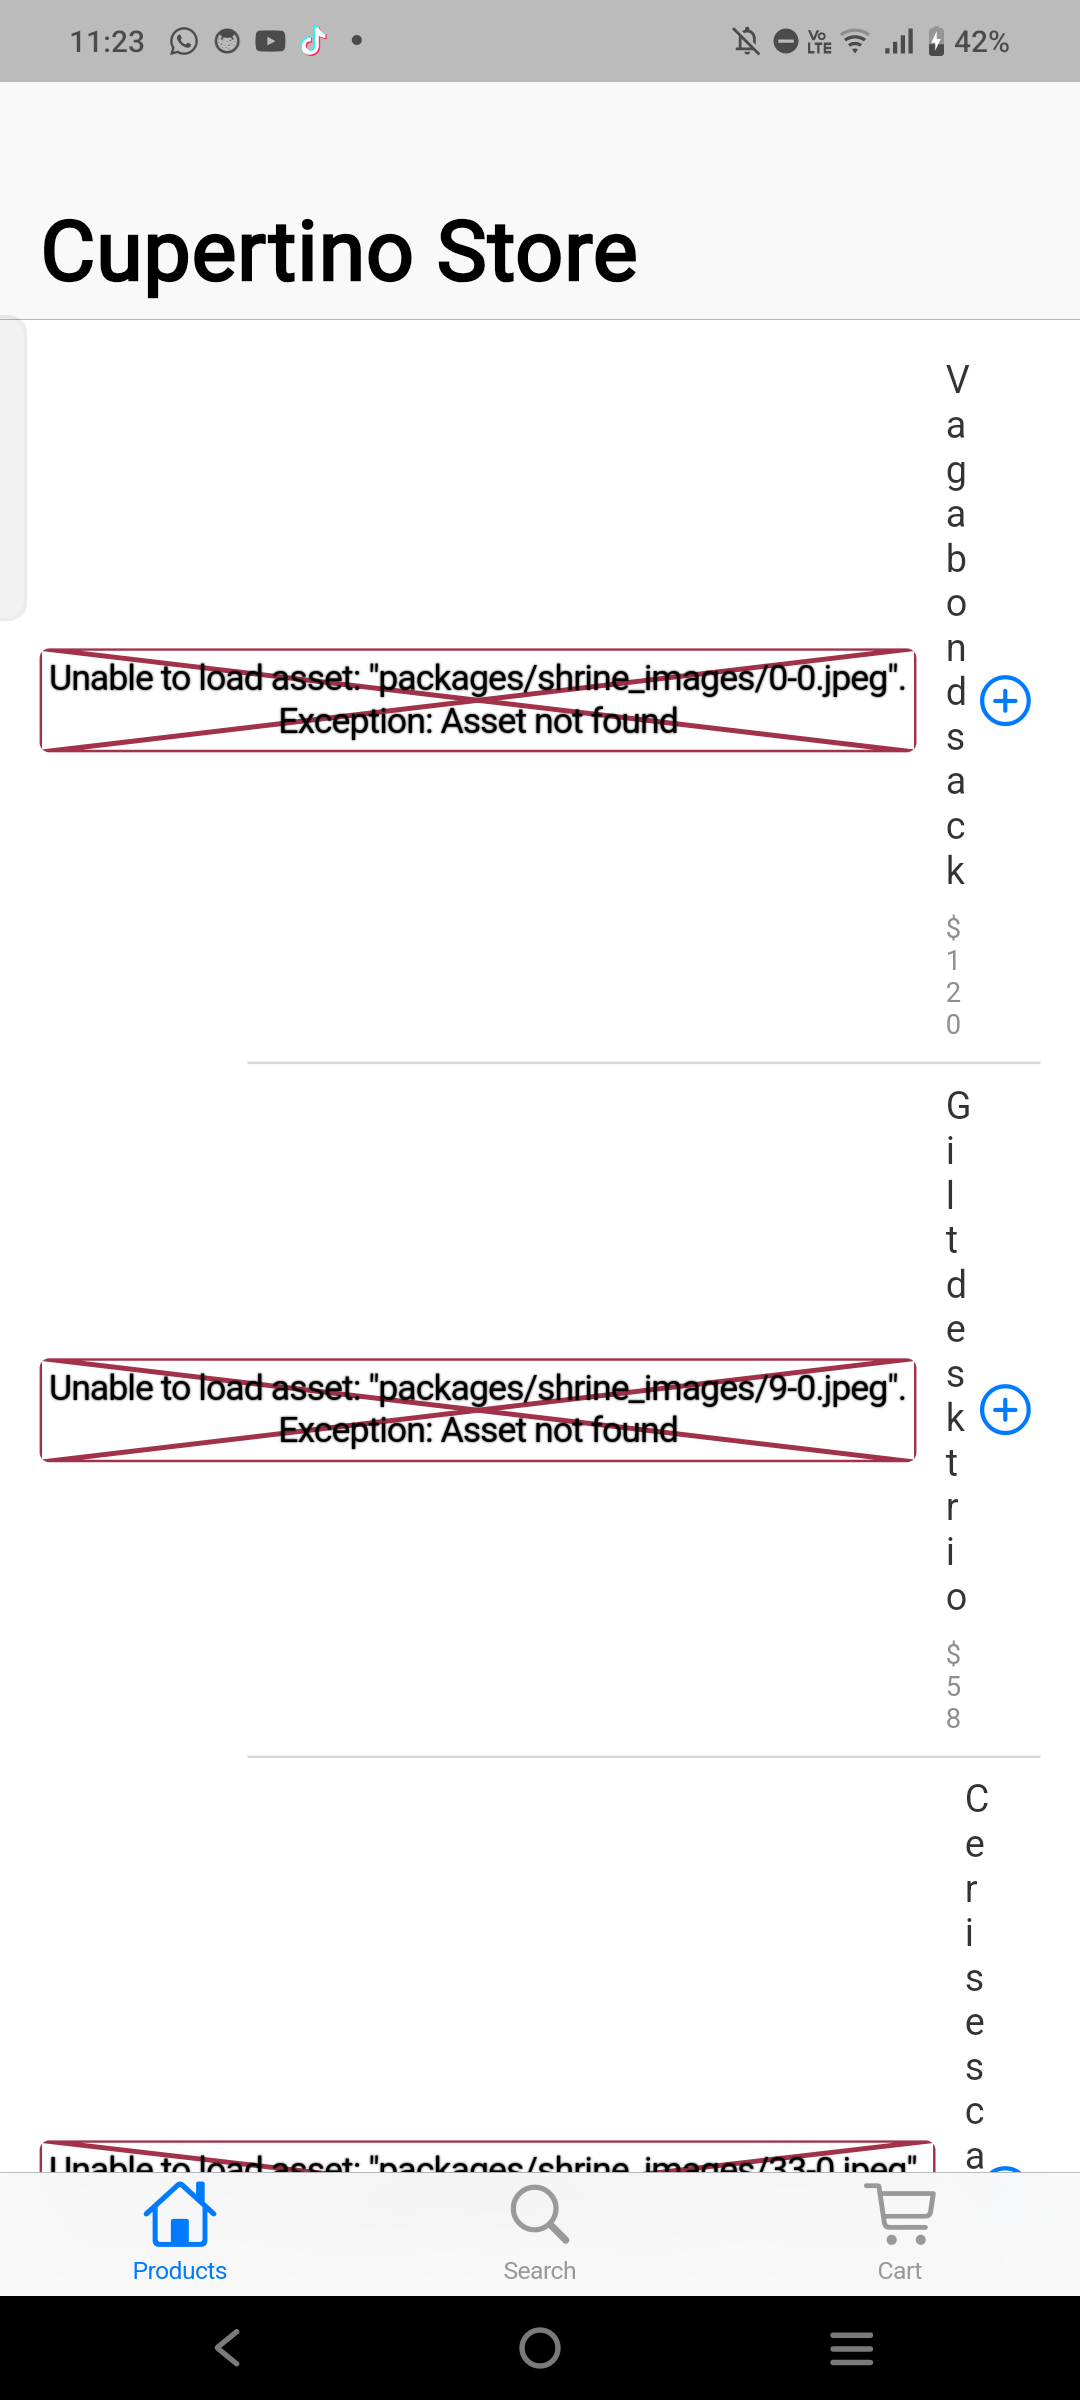 11:23
Vo
LTE
42%
Cupertino Store
V
a
g
a
b
o
n
d
s
a
c
k
$
1
2
0
Unable to load asset: "packages/shrine_images/0-0.jpeg".
Exception: Asset not found
G
i
l
t
d
e
s
k
t
r
i
o
$
5
8
Unable to load asset: "packages/shrine_images/9-0.jpeg".
Exception: Asset not found
C
e
r
i
s
e
s
c
a
Unable to load asset: "packages/shrine_images/33-0.jpeg"
Products
Search
Cart